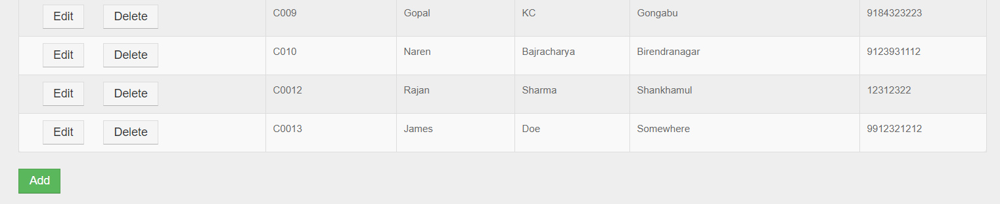 Edit Delete C009 Gopal KC Gongabu 9184323223
Edit Delete C010 Naren Bajracharya Birendranagar 9123931112
Edit Delete C0012 Rajan Sharma Shankhamul 12312322
Edit Delete C0013 James Doe Somewhere 9912321212
Add